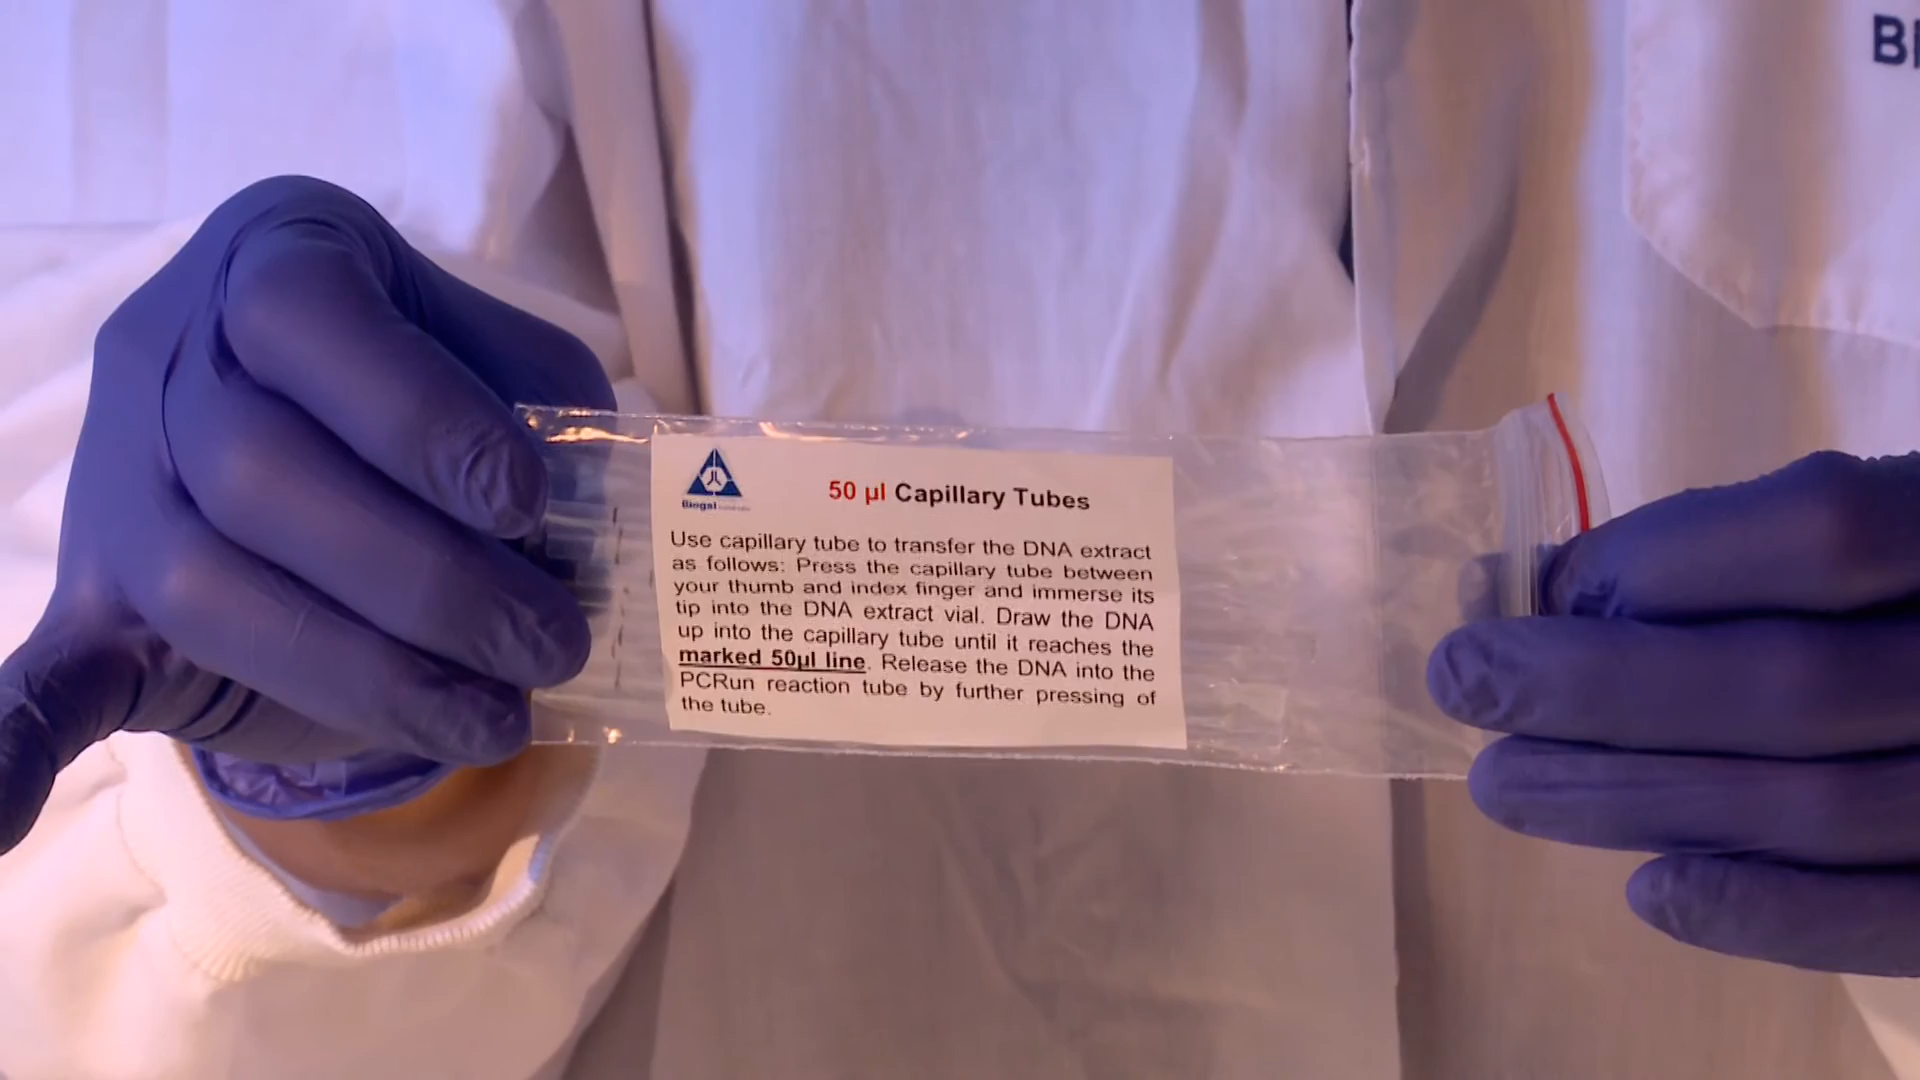 Biogal
50 µl Capillary Tubes
Use capillary tube to transfer the DNA extract
as follows: Press the capillary tube between
your thumb and index finger and immerse its
tip into the DNA extract vial. Draw the DNA
up into the capillary tube until it reaches the
marked 50µl line. Release the DNA into the
PCRun reaction tube by further pressing of
the tube.